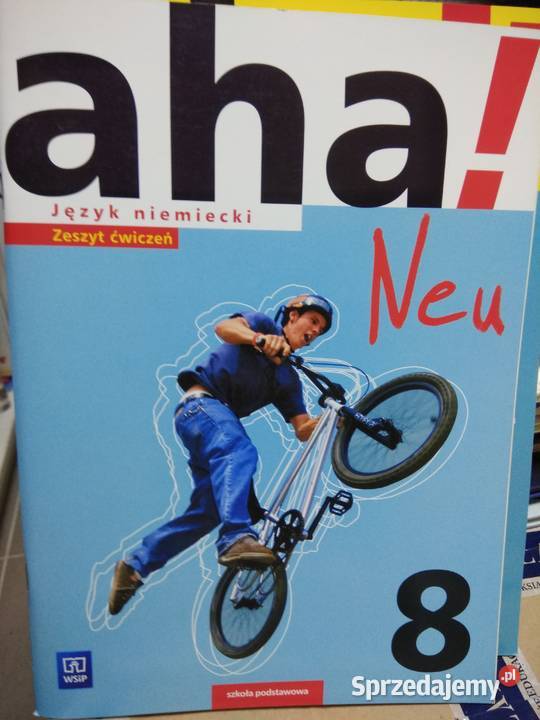 aha!
Język niemiecki
Zeszyt ćwiczeń
Neu
8
WSiP
szkoła podstawowa
Sprzedajemy.pl